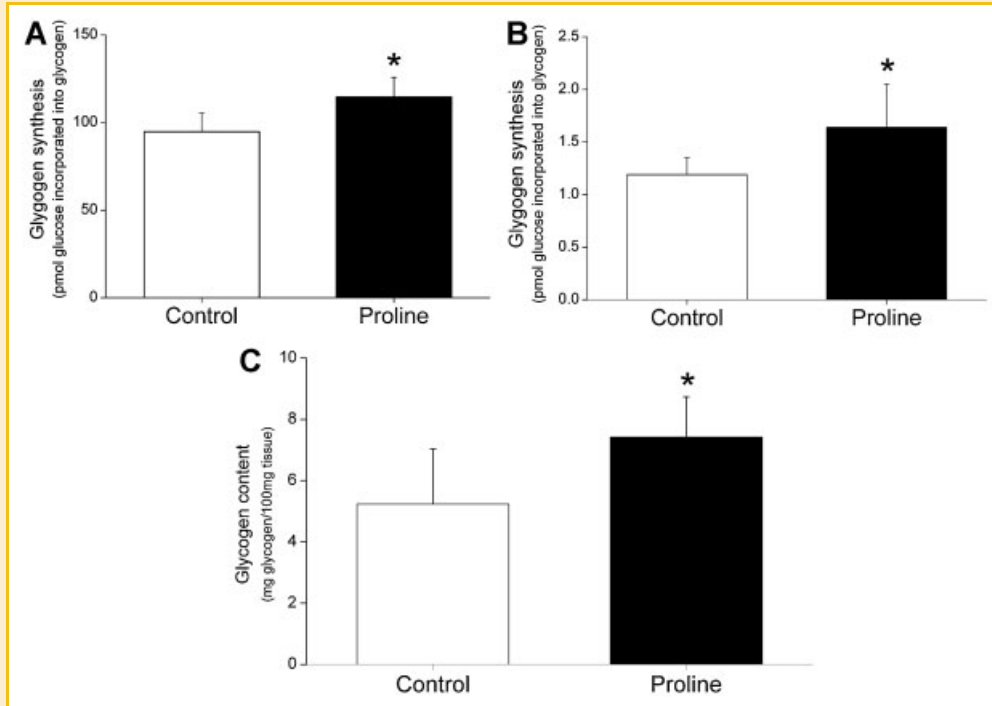 A
Glygogen synthesis
(pmol glucose incorporated into glycogen)
150
100
50
0
*
Control
Proline
B
Glygogen synthesis
(pmol glucose incorporated into glycogen)
2.5
2.0
1.5
1.0
0.5
0.0
*
Control
Proline
C
Glycogen content
(mg glycogen/100mg tissue)
10
8
6
4
2
0
*
Control
Proline